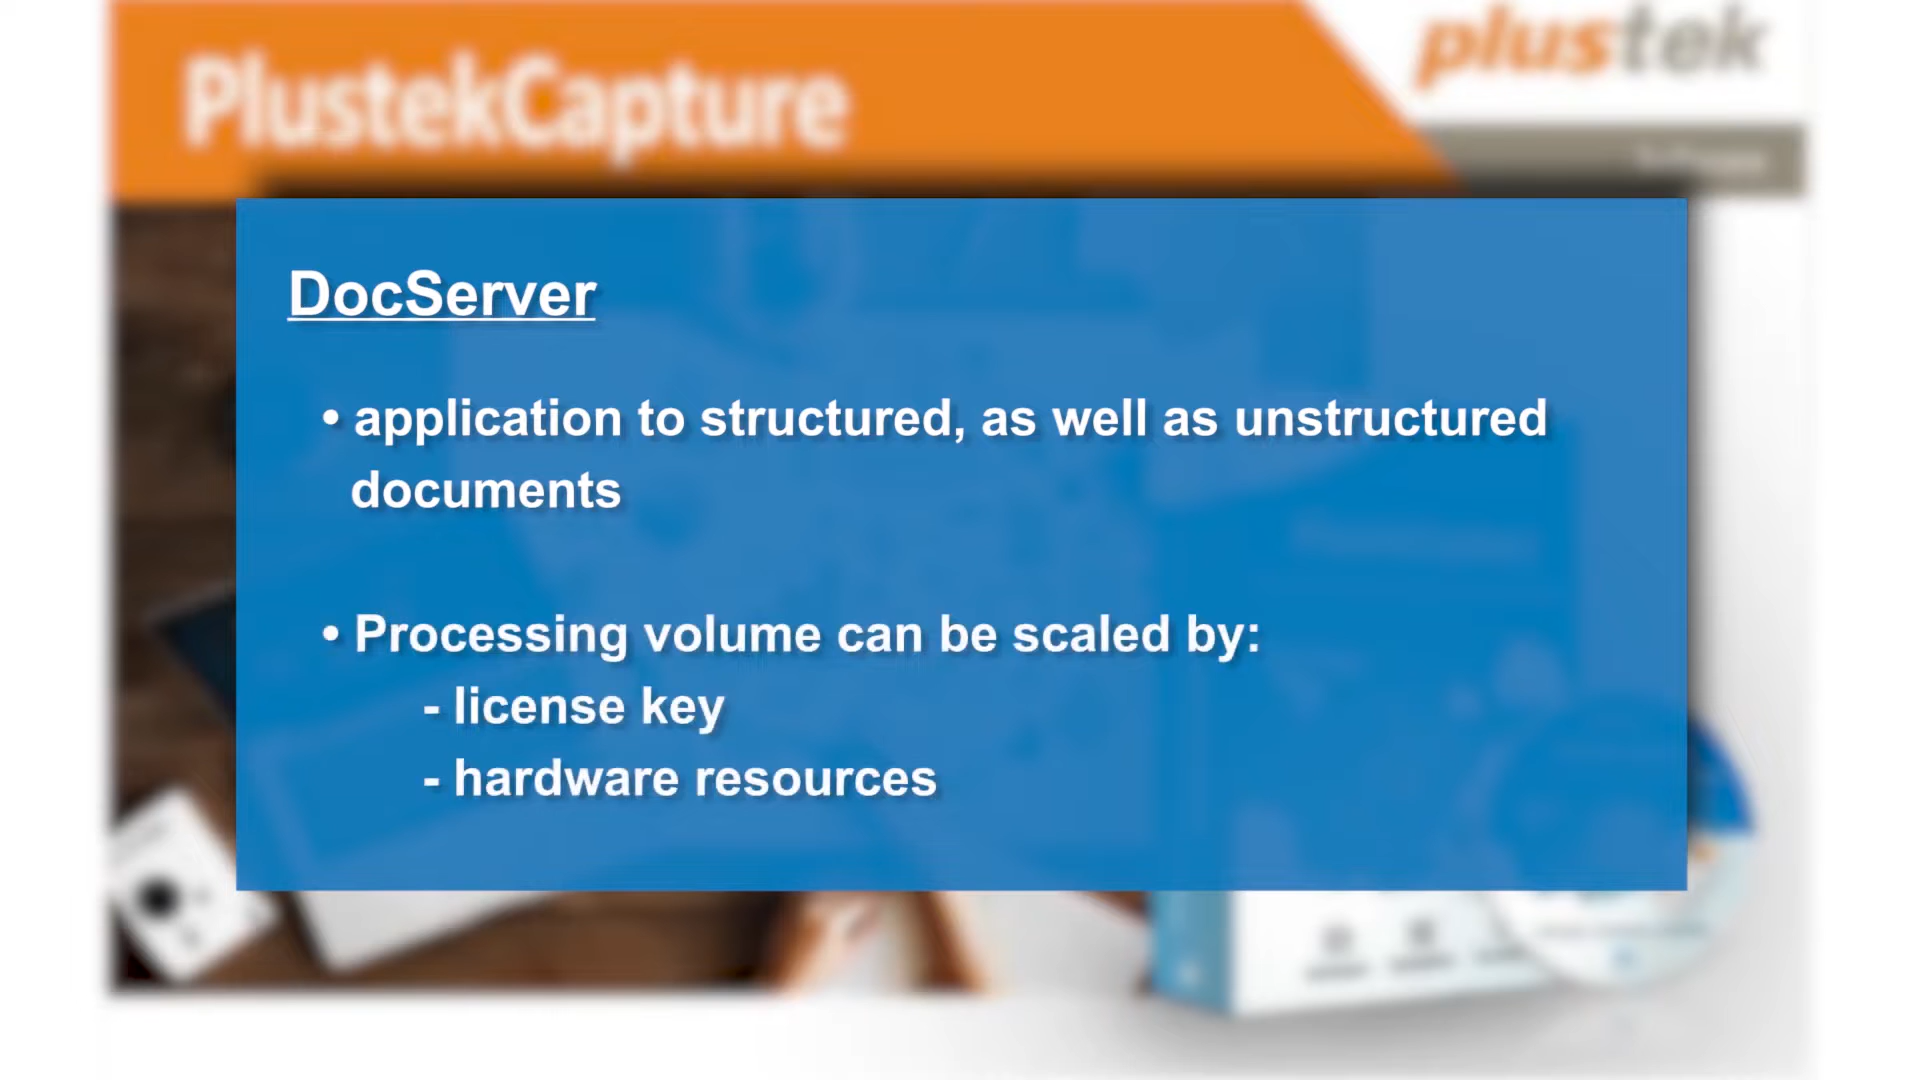 PlustekCapture
plustek
Software
DocServer
• application to structured, as well as unstructured
documents
• Processing volume can be scaled by:
- license key
- hardware resources